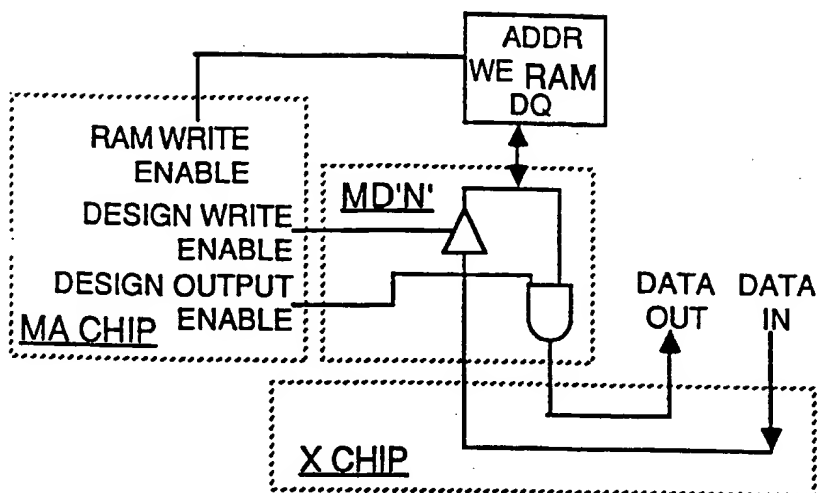 ADDR
WE RAM
DQ
RAM WRITE
ENABLE
MD'N'
DESIGN WRITE
ENABLE
DESIGN OUTPUT
ENABLE
MA CHIP
DATA
OUT
DATA
IN
X CHIP